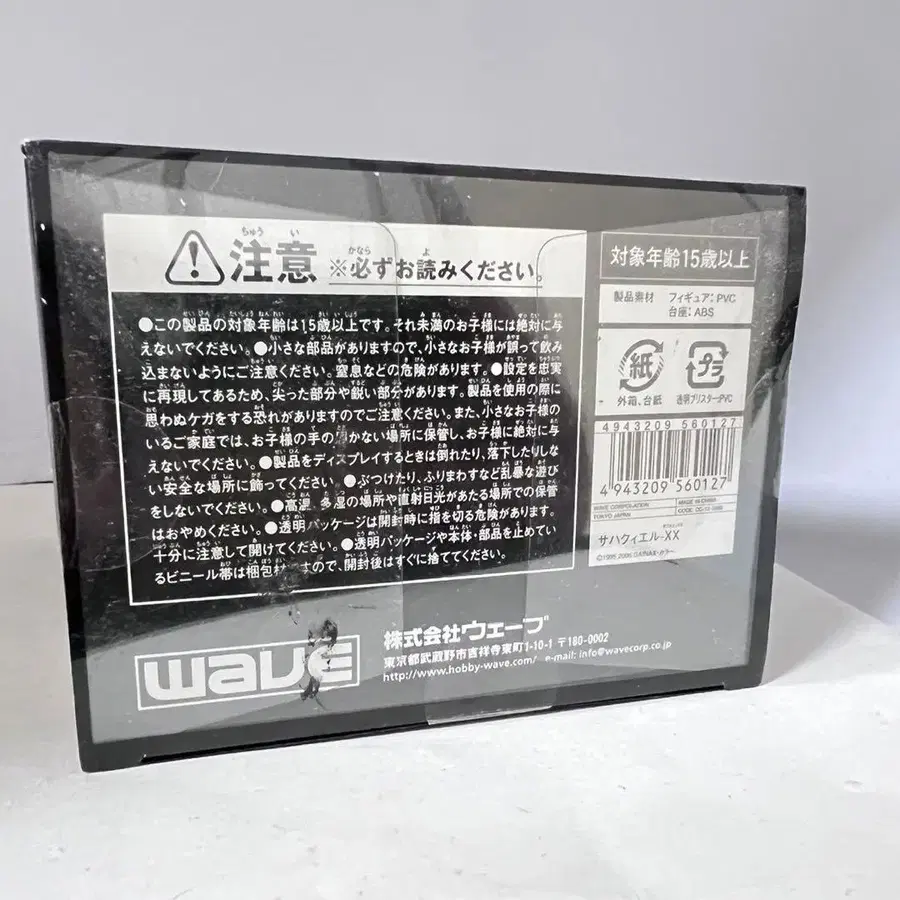 注意 ※必ずお読みください。
●この製品の対象年齢は15歳以上です。それ未満のお子様には絶対に与
えないでください。●小さな部品がありますので、小さなお子様が誤って飲み
込まないようにご注意ください。窒息などの危険があります。●設定を忠実
に再現してあるため、尖った部分や鋭い部分があります。製品を使用の際に
思わぬケガをする恐れがありますのでご注意ください。また、小さなお子様の
いるご家庭では、お子様の手の かない場所に保管し、お子様に絶対に与
えないでください。●製品をディスプレイするときは倒れたり、落下したりしな
い安全な場所に飾ってください。●ぶつけたり、ふりまわすなど乱暴な遊び
をしないでください。●高温 多湿の場所や直射日光があたる場所での保管
はおやめください。●透明パッケージは開封時に指を切る危険があります。
十分に注意して開けてください。●透明パッケージや本体・部品を止めてい
るビニール帯は梱包材 すので、開封後はすぐに捨ててください。
対象年齢15歳以上
製品素材 フィギュア:PVC
台座:ABS
紙 プラ
外箱、台紙 透明ブリスター:PVC
4943209 560127
4 943209 560127
WAVE CORPORATION MADE IN CHINA
TOKYO JAPAN
サハクィエル-XX
wave
株式会社ウェーブ
東京都武蔵野市吉祥寺東町1-10-1 〒180-0002
http://www.hobby-wave.com/ e-mail: info@wavecorp.co.jp